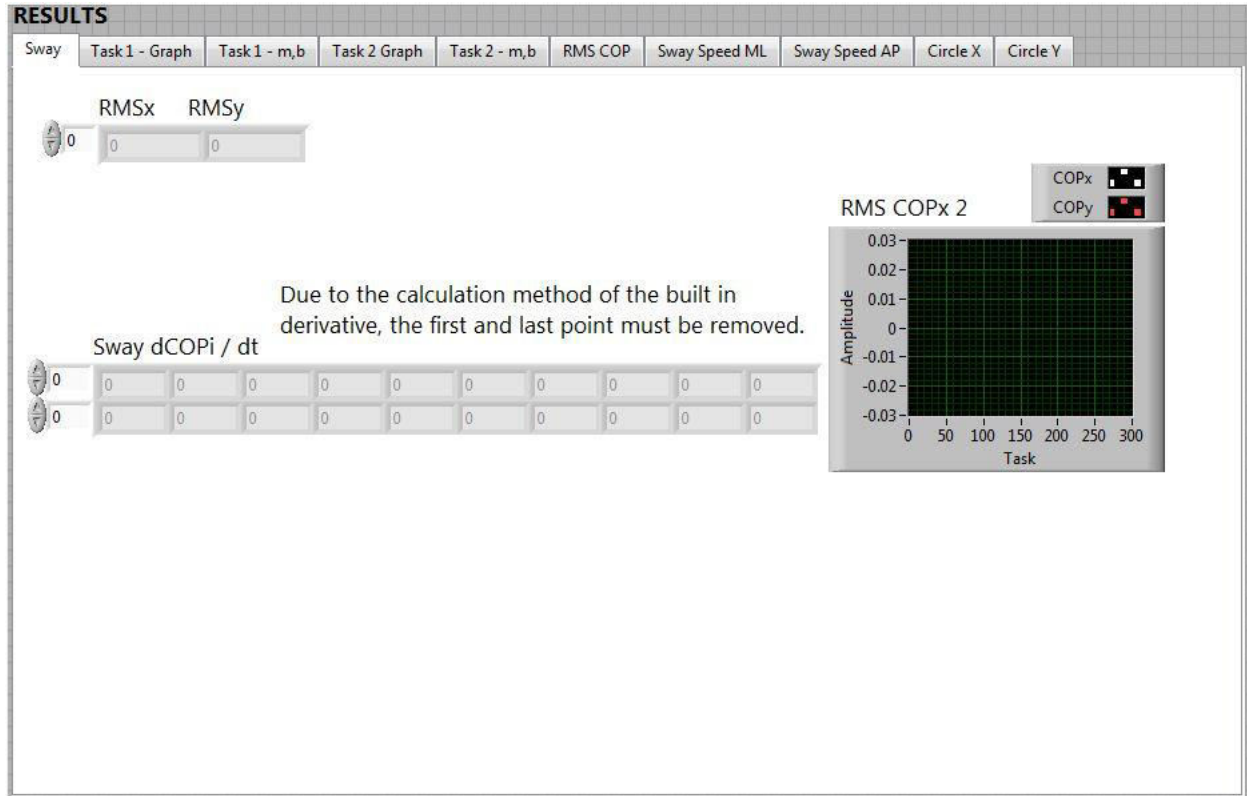 RESULTS
Sway Task 1 - Graph Task 1 - m,b Task 2 Graph Task 2 - m,b RMS COP Sway Speed ML Sway Speed AP Circle X Circle Y
RMSx RMSy
0 0 0
COPx
COPy
RMS COPx 2
0.03
0.02
0.01
0
-0.01
-0.02
-0.03
Amplitude
0 50 100 150 200 250 300
Task
Due to the calculation method of the built in
derivative, the first and last point must be removed.
Sway dCOPi / dt
0 0 0 0 0 0 0 0 0 0 0
0 0 0 0 0 0 0 0 0 0 0